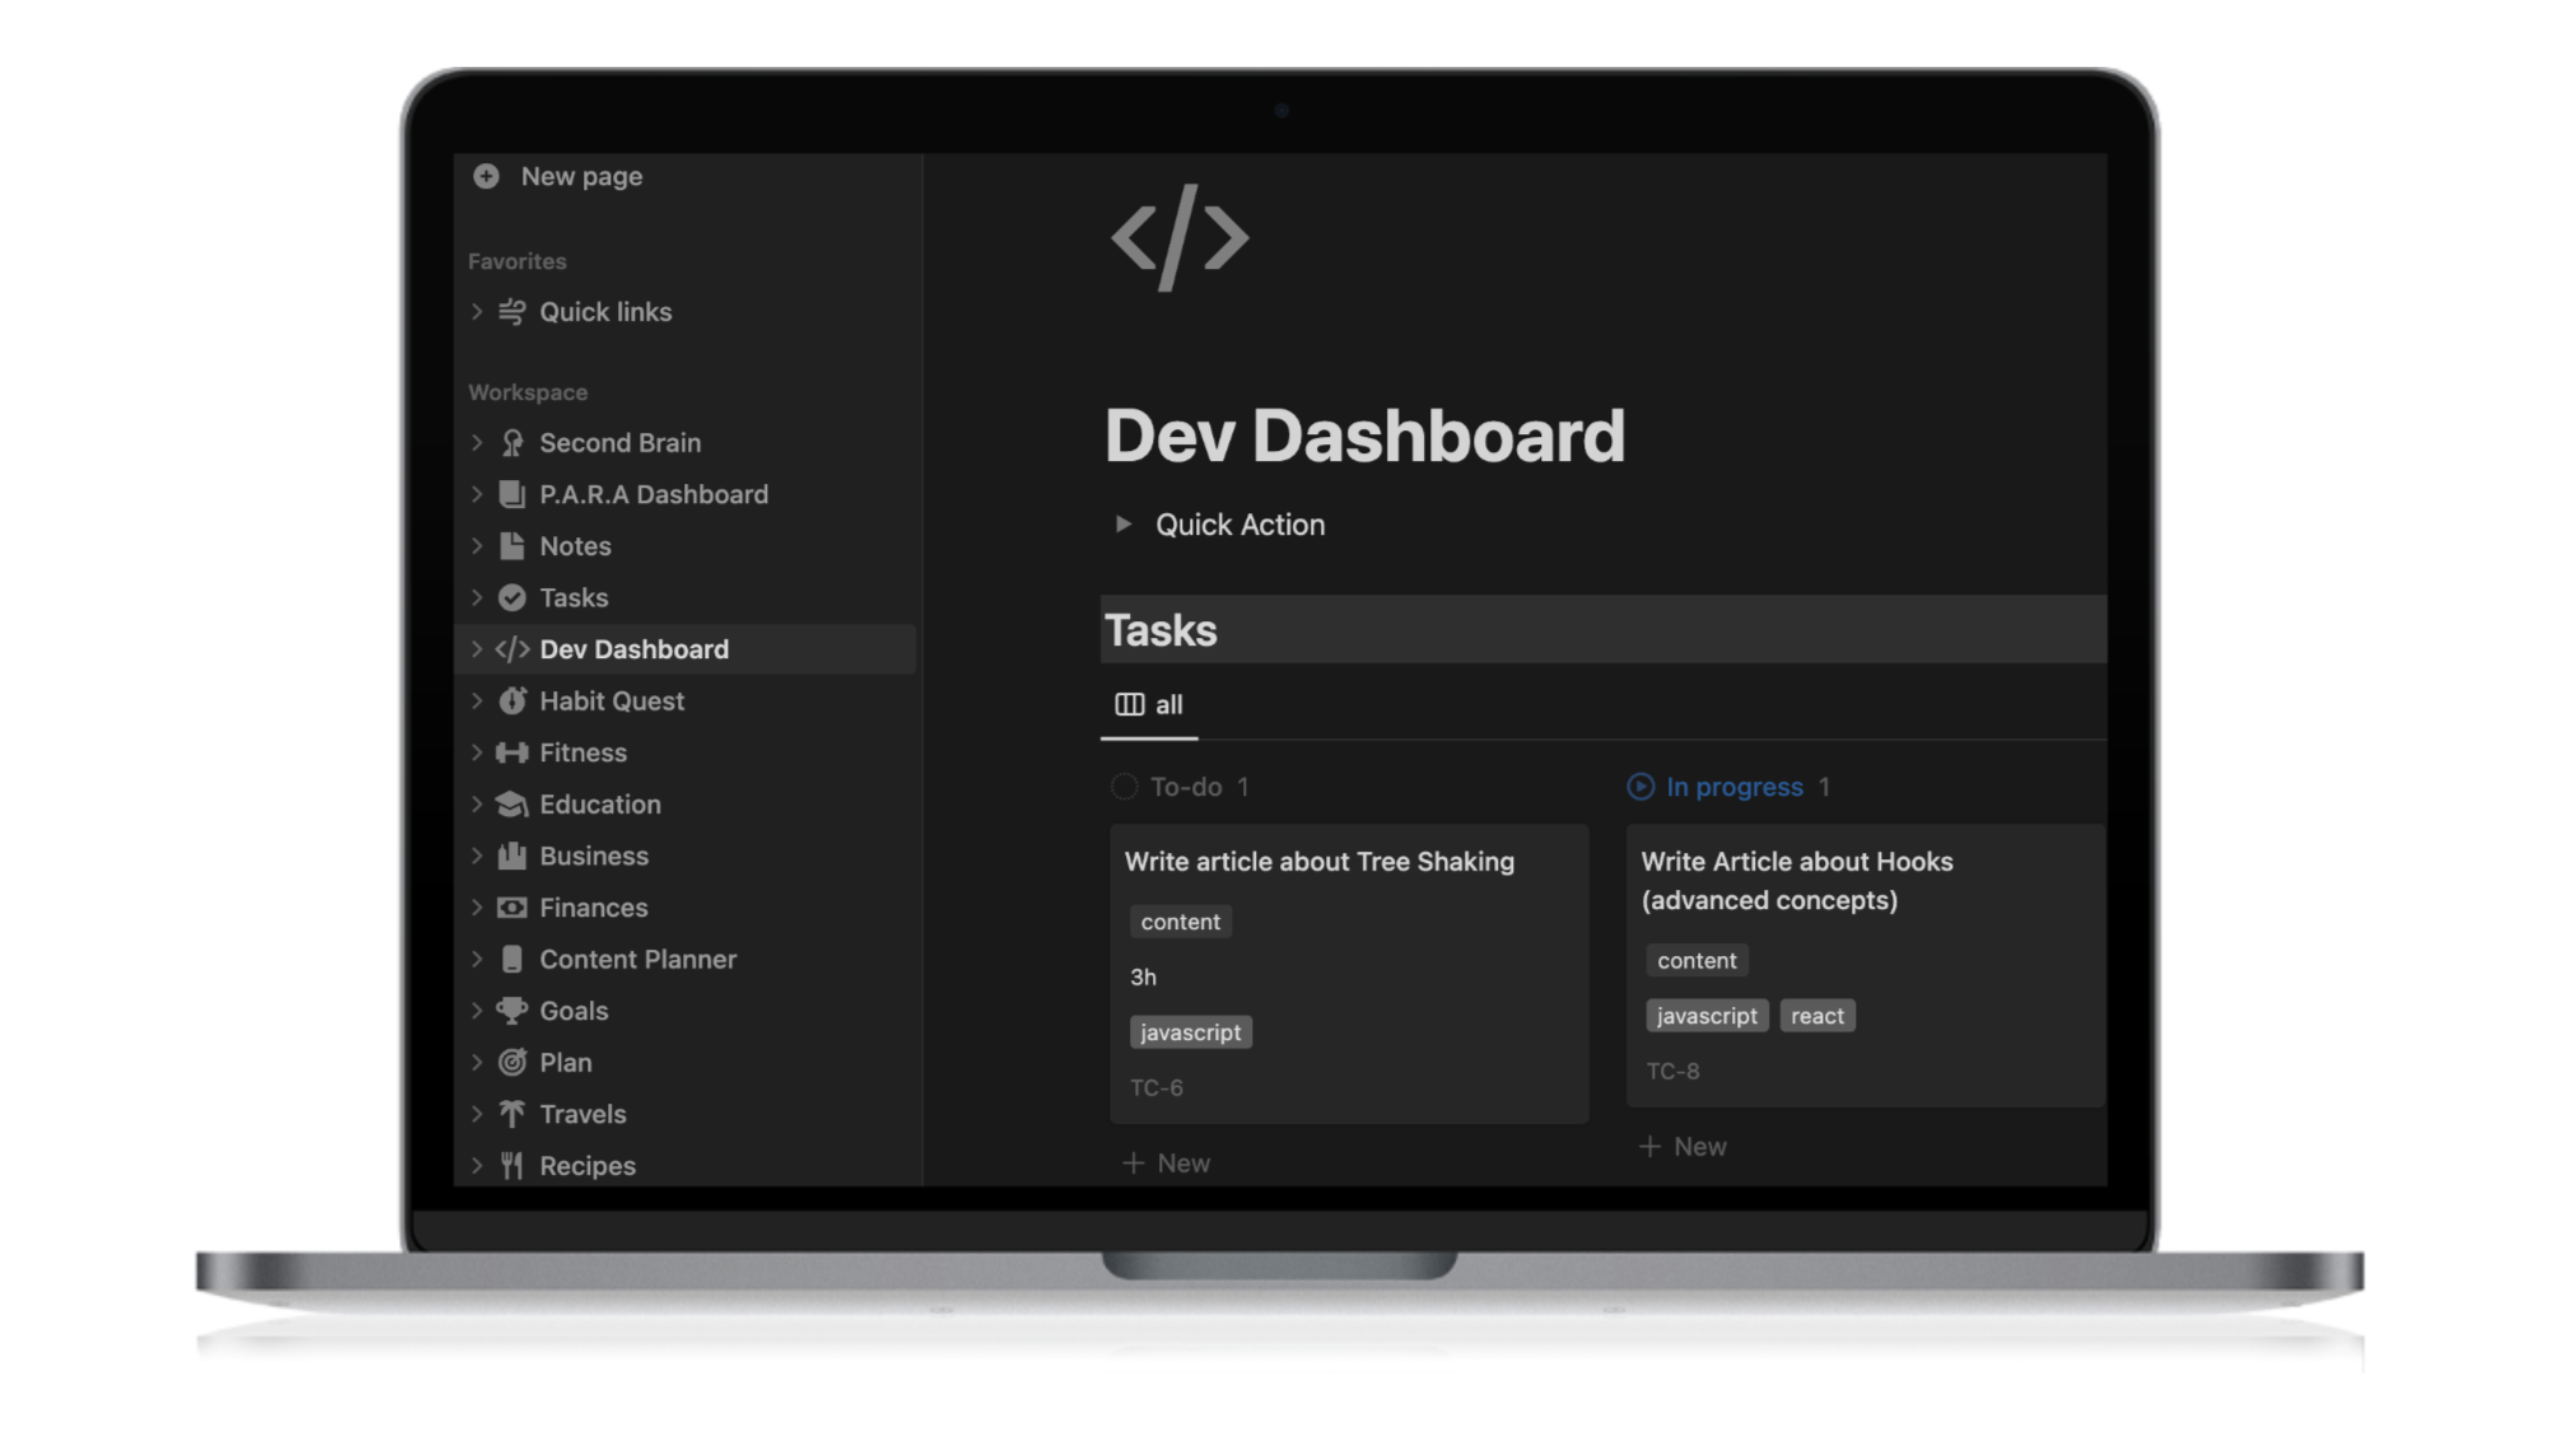 New page
Favorites
Quick links
Workspace
Second Brain
P.A.R.A Dashboard
Notes
Tasks
Dev Dashboard
Habit Quest
Fitness
Education
Business
Finances
Content Planner
Goals
Plan
Travels
Recipes
</>
Dev Dashboard
Quick Action
Tasks
all
To-do 1
Write article about Tree Shaking
content
3h
javascript
TC-6
+ New
In progress 1
Write Article about Hooks
(advanced concepts)
content
javascript react
TC-8
+ New